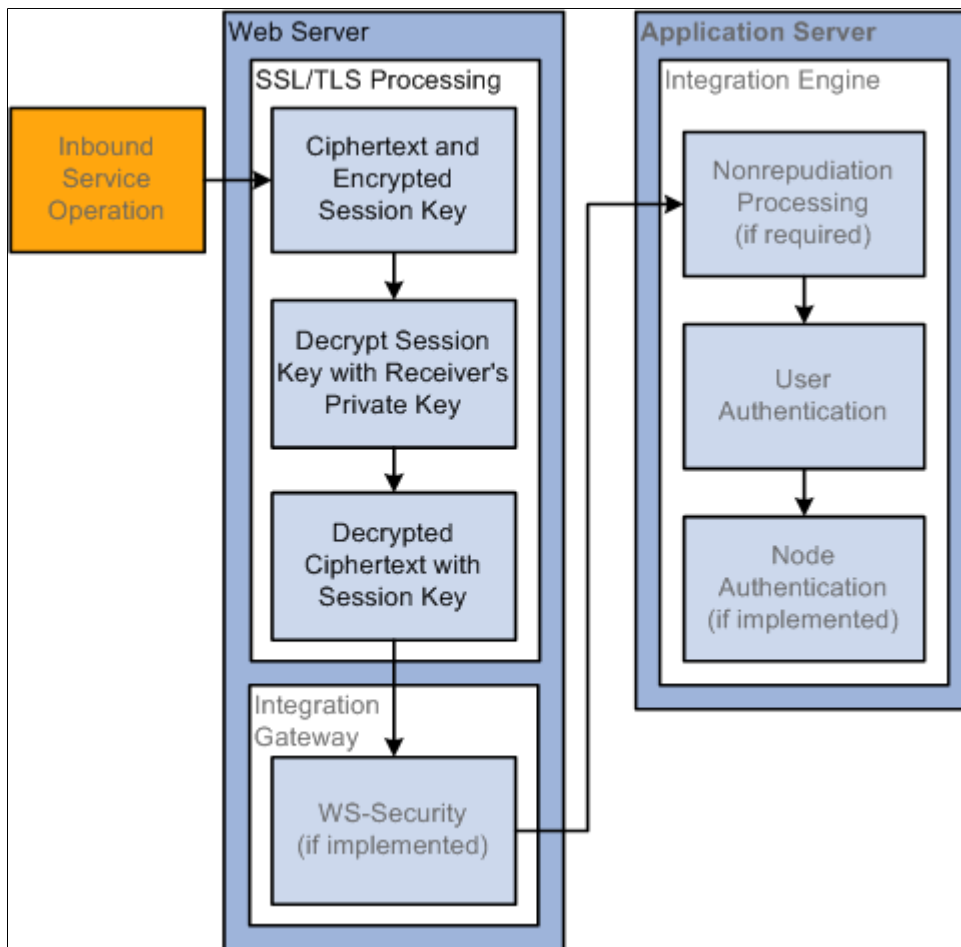 Web Server
SSL/TLS Processing
Inbound
Service
Operation
Ciphertext and
Encrypted
Session Key
Decrypt Session
Key with Receiver's
Private Key
Decrypted
Ciphertext with
Session Key
Integration
Gateway
WS-Security
(if implemented)
Application Server
Integration Engine
Nonrepudiation
Processing
(if required)
User
Authentication
Node
Authentication
(if implemented)